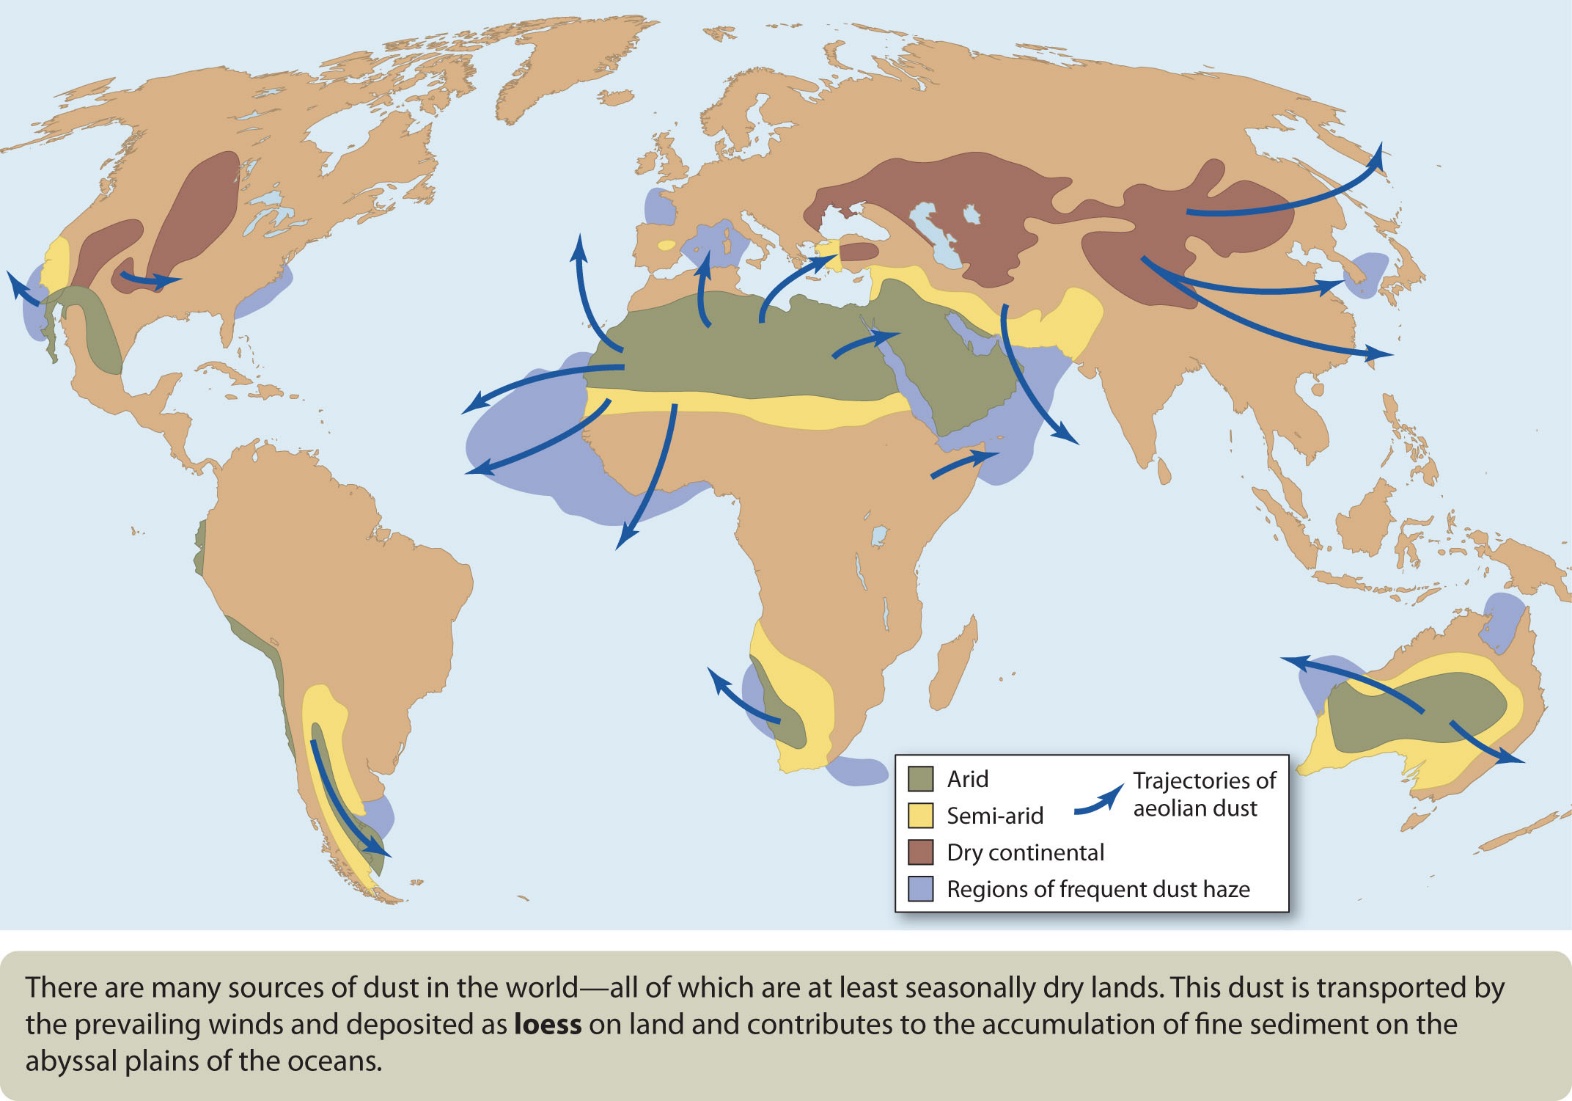 Arid
Semi-arid
Dry continental
Regions of frequent dust haze
Trajectories of
aeolian dust
There are many sources of dust in the world—all of which are at least seasonally dry lands. This dust is transported by
the prevailing winds and deposited as loess on land and contributes to the accumulation of fine sediment on the
abyssal plains of the oceans.